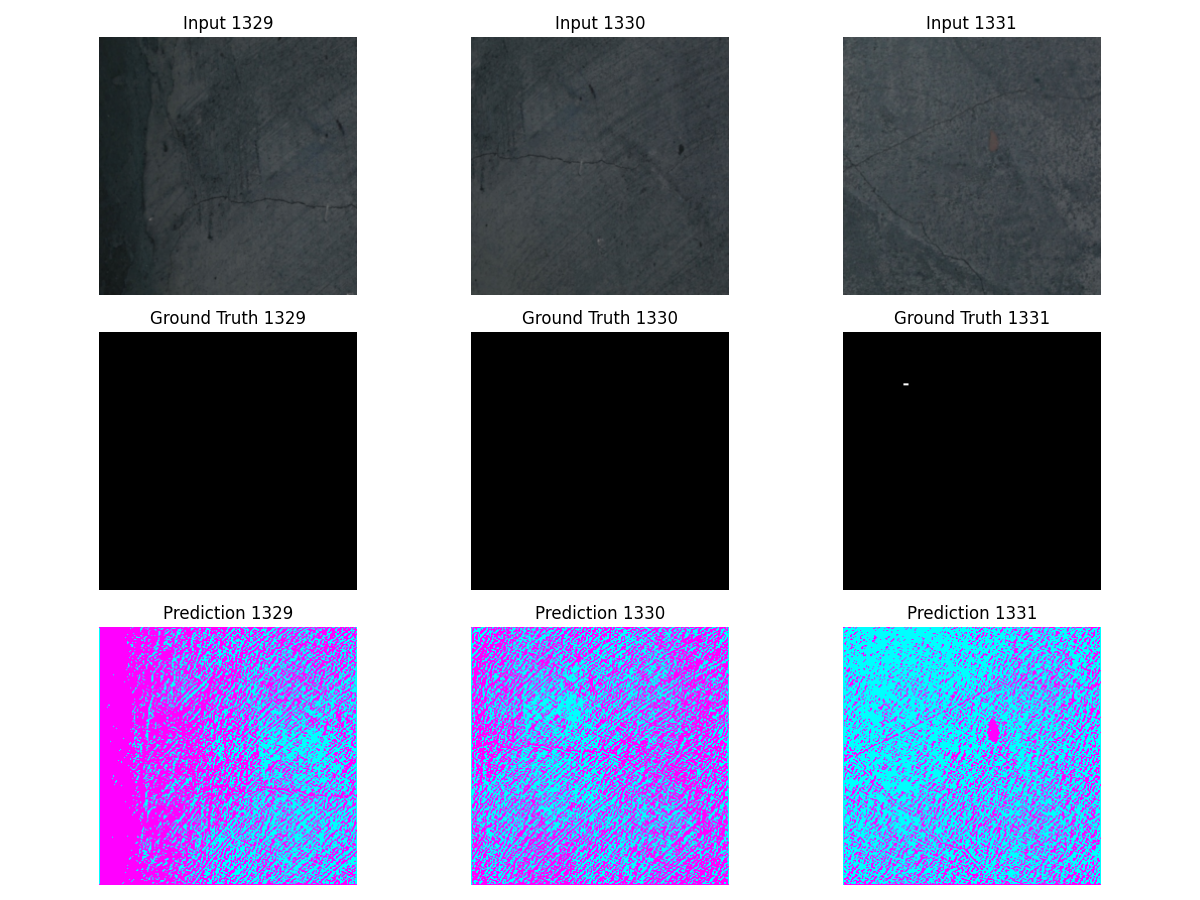 Input 1329
Input 1330
Input 1331
Ground Truth 1329
Ground Truth 1330
Ground Truth 1331
Prediction 1329
Prediction 1330
Prediction 1331